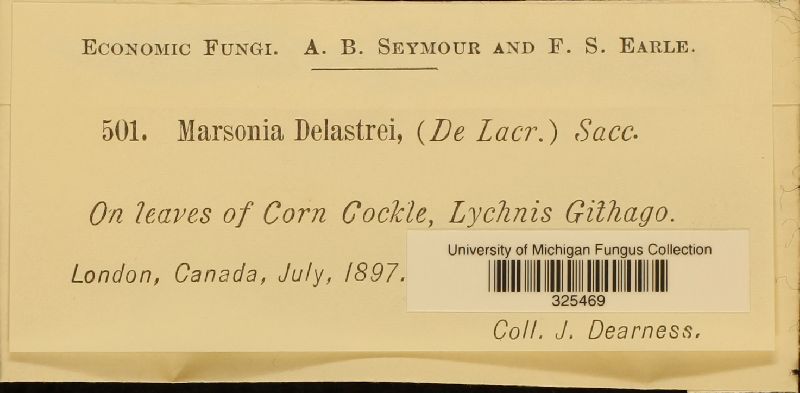 Economic Fungi. A. B. Seymour and F. S. Earle.
501. Marsonia Delastrei, (De Lacr.) Sacc.
On leaves of Corn Cockle, Lychnis Githago.
London, Canada, July, 1897.
University of Michigan Fungus Collection
325469
Coll. J. Dearness.